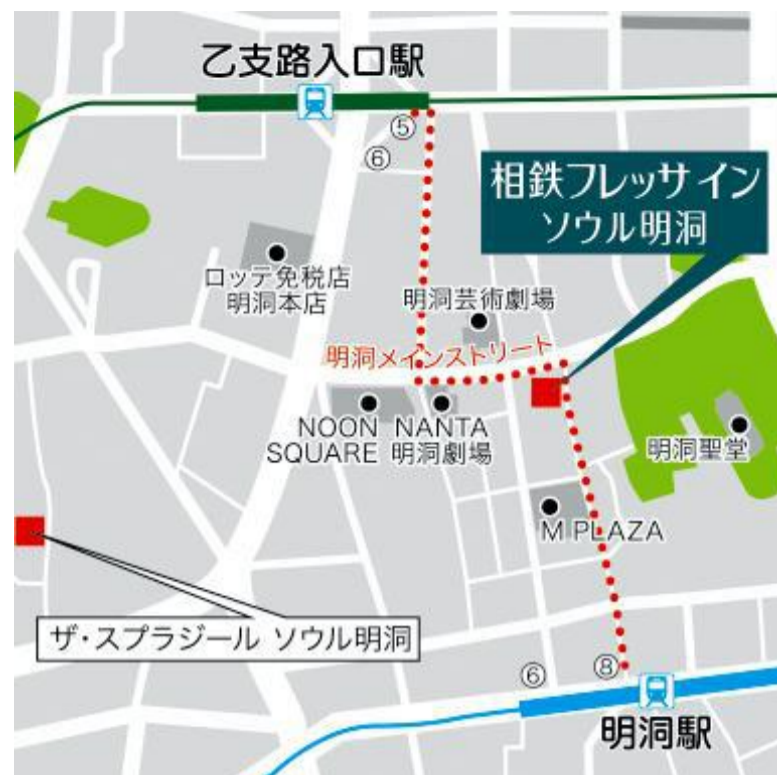 乙支路入口駅
⑤
⑥
相鉄フレッサイン
ソウル明洞
ロッテ免税店
明洞本店
明洞芸術劇場
明洞メインストリート
NOON
SQUARE
NANTA
明洞劇場
明洞聖堂
M PLAZA
ザ・スプラジール ソウル明洞
⑥
⑧
明洞駅